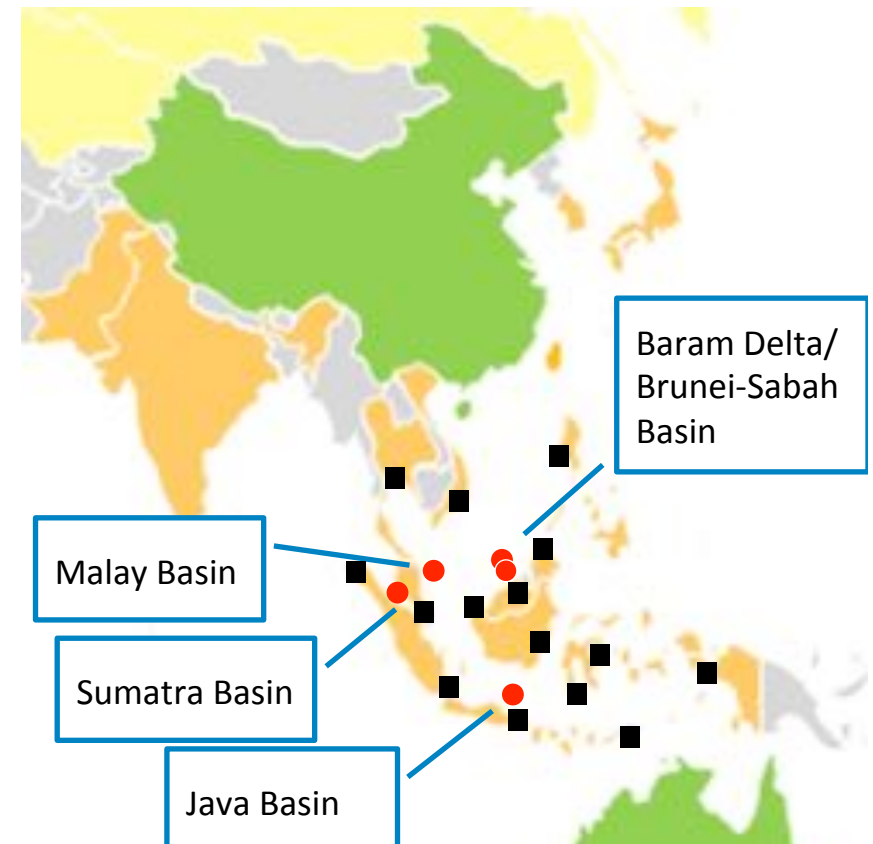 Baram Delta/
Brunei-Sabah
Basin
Malay Basin
Sumatra Basin
Java Basin